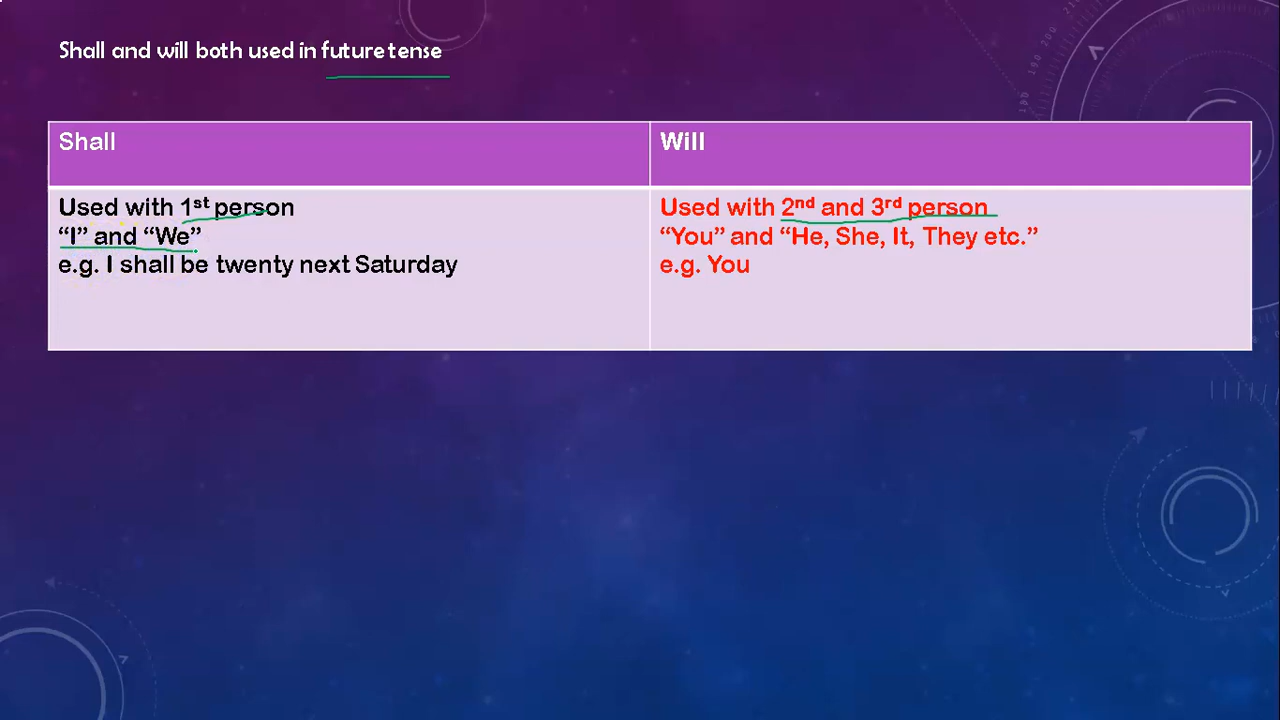 Shall and will both used in future tense
Shall
Will
Used with 1st person
“I” and “We”
e.g. I shall be twenty next Saturday
Used with 2nd and 3rd person
“You” and “He, She, It, They etc.”
e.g. You